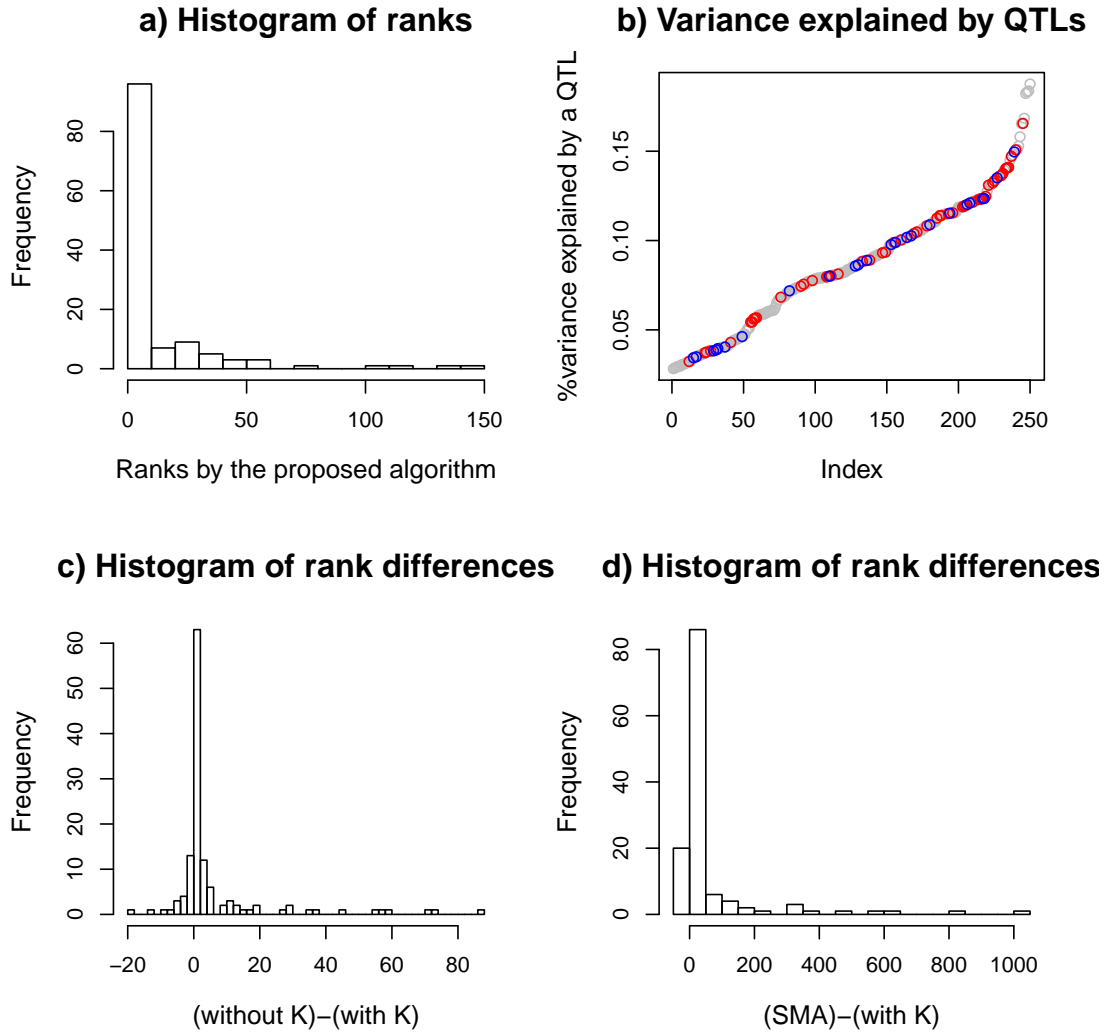 a) Histogram of ranks
Frequency
0 20 40 60 80
0 50 100 150
Ranks by the proposed algorithm
b) Variance explained by QTLs
%variance explained by a QTL
0.05 0.10 0.15
0 50 100 150 200 250
Index
c) Histogram of rank differences
Frequency
0 10 20 30 40 50 60
−20 0 20 40 60 80
(without K)−(with K)
d) Histogram of rank differences
Frequency
0 20 40 60 80
0 200 400 600 800 1000
(SMA)−(with K)